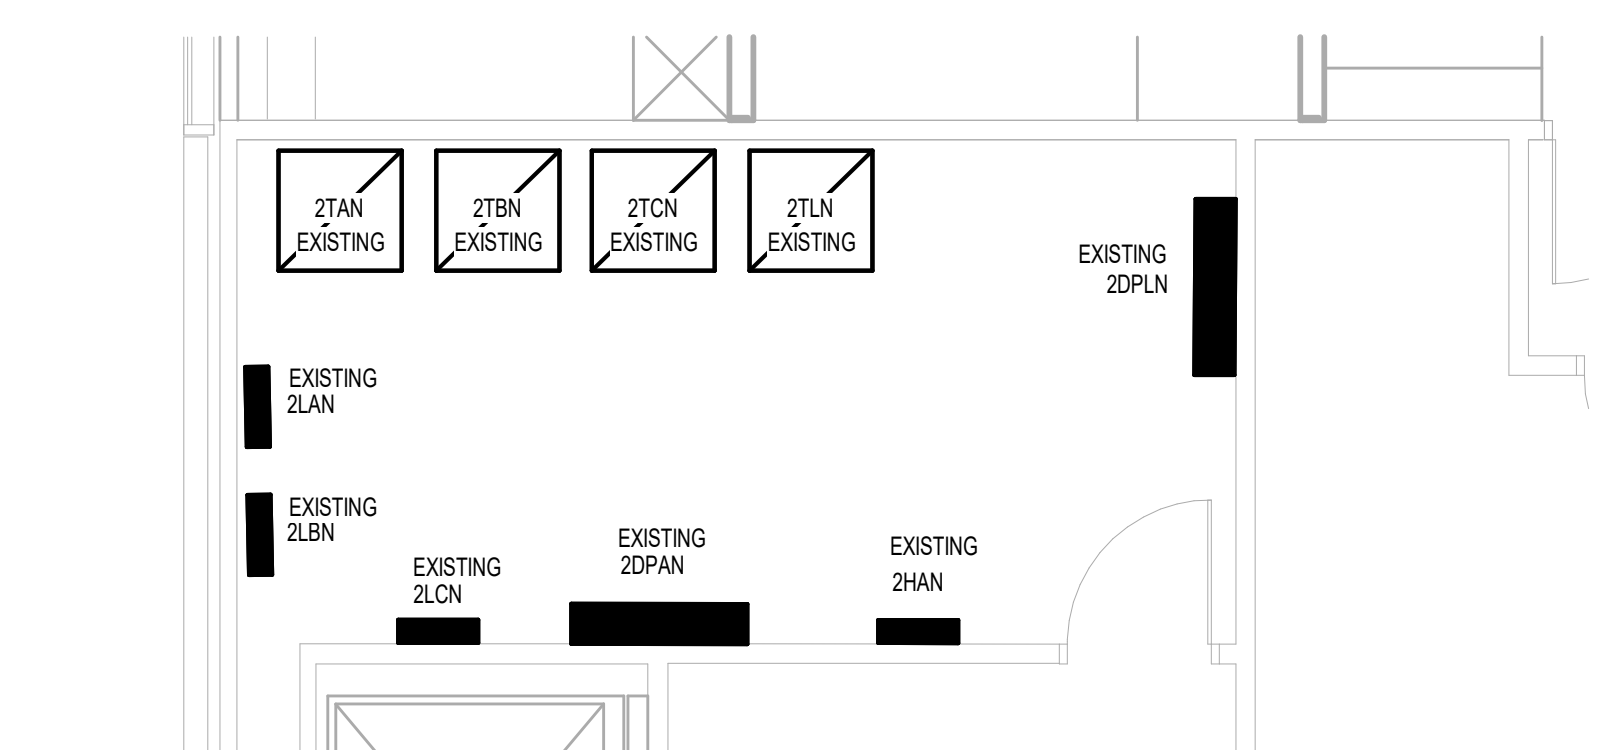 2TAN
EXISTING
2TBN
EXISTING
2TCN
EXISTING
2TLN
EXISTING
EXISTING
2DPLN
EXISTING
2LAN
EXISTING
2LBN
EXISTING
2LCN
EXISTING
2DPAN
EXISTING
2HAN